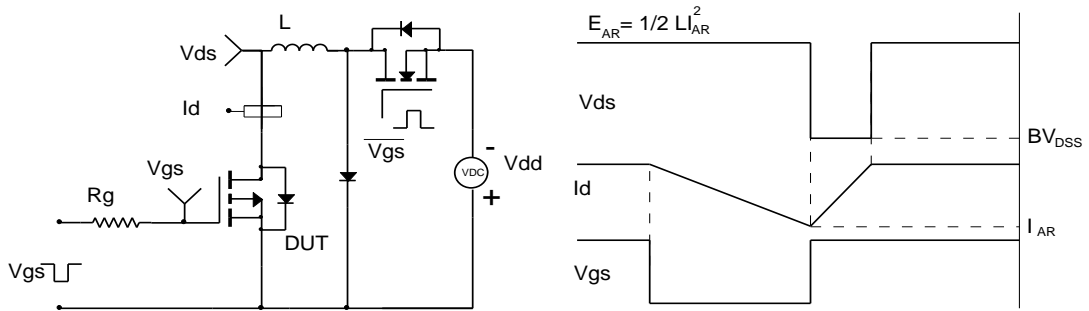 L
Vds
Id
Vgs
Rg
Vgs
DUT
Vgs
VDC
-
+
Vdd
E_AR= 1/2 LI_AR^2
Vds
BV_DSS
Id
I_AR
Vgs